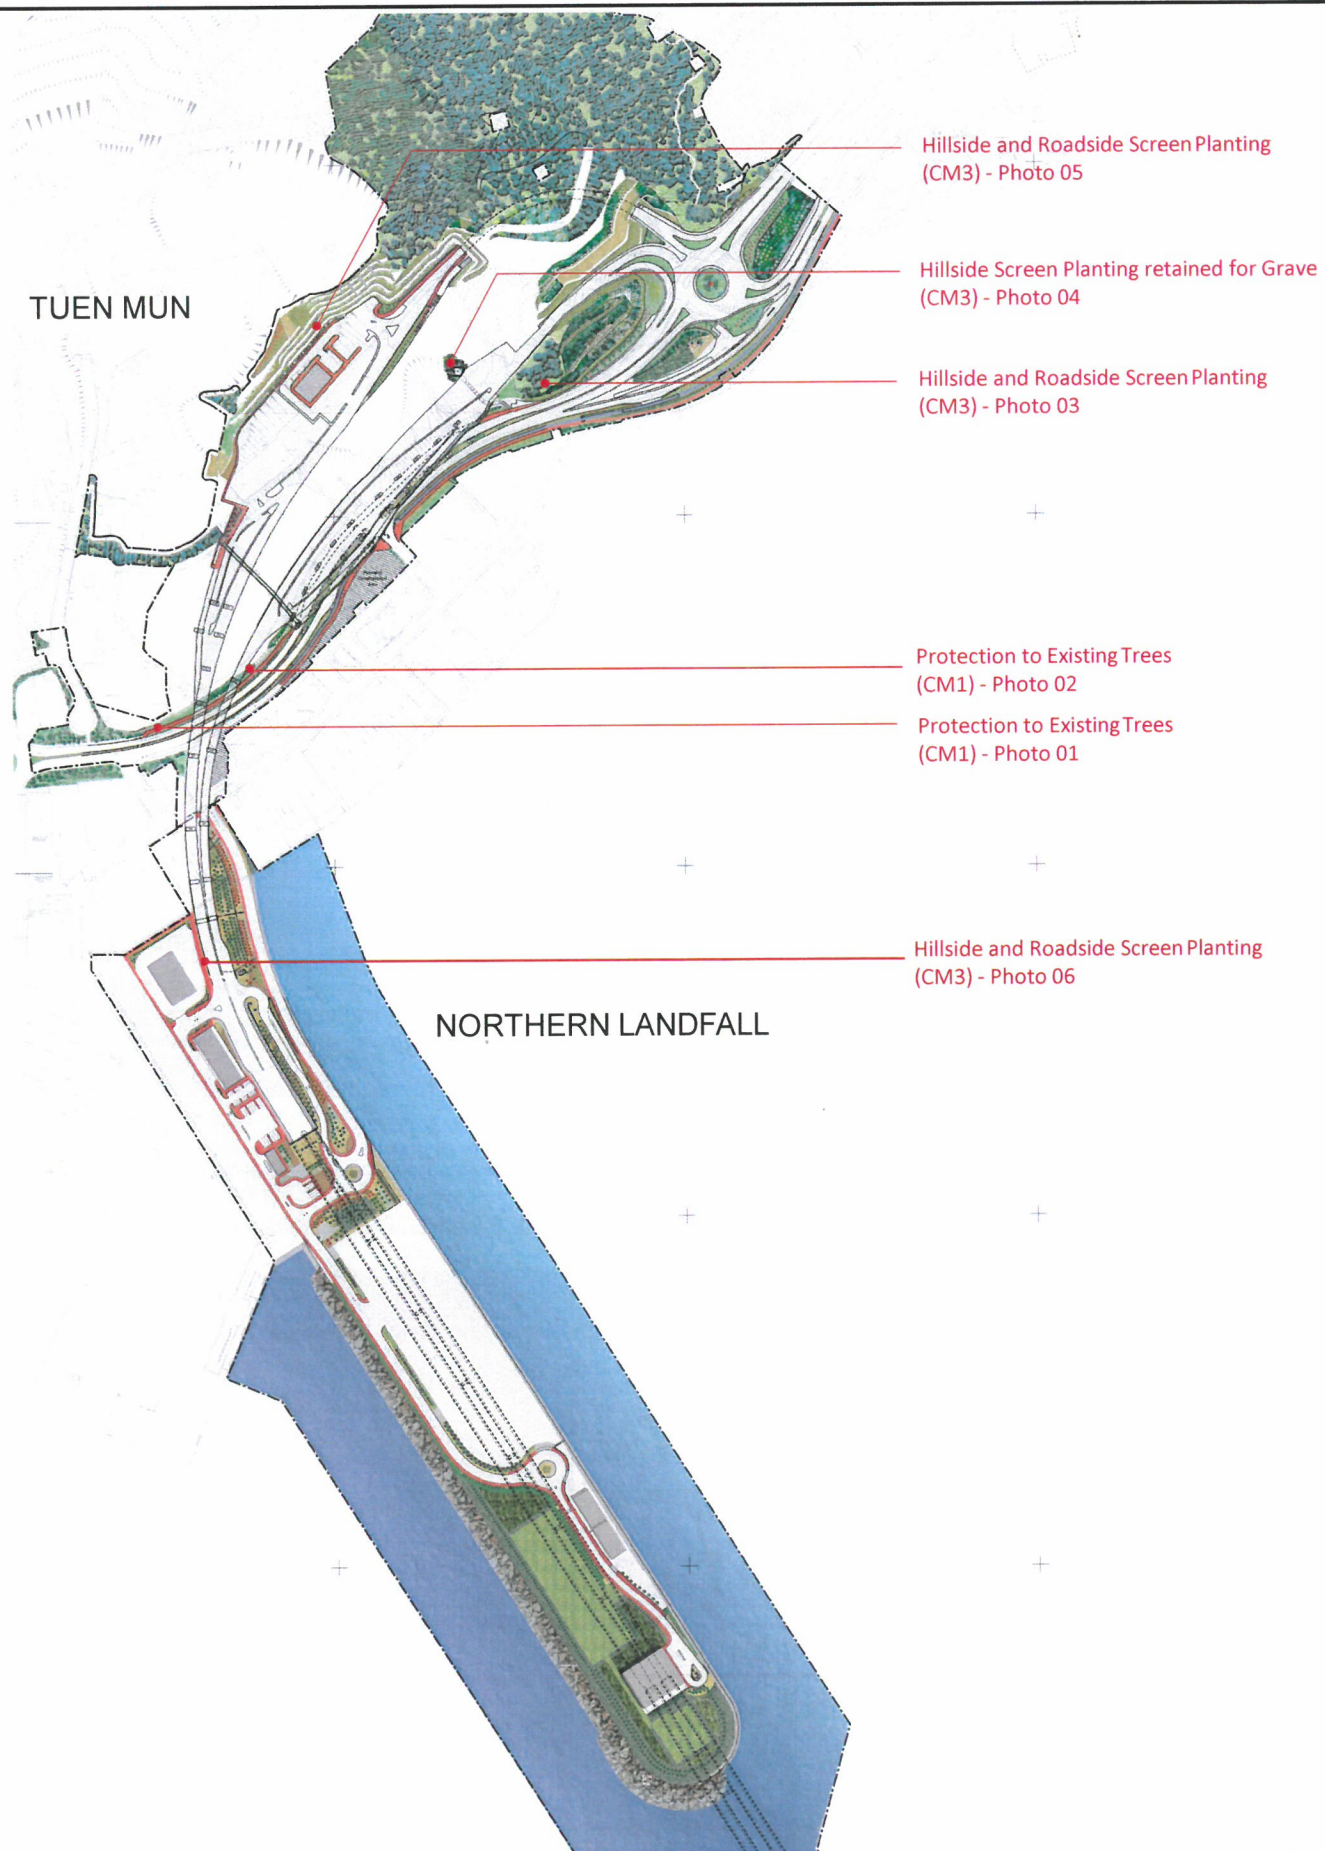 Hillside and Roadside Screen Planting
(CM3) - Photo 05
Hillside Screen Planting retained for Grave
(CM3) - Photo 04
TUEN MUN
Hillside and Roadside Screen Planting
(CM3) - Photo 03
Protection to Existing Trees
(CM1) - Photo 02
Protection to Existing Trees
(CM1) - Photo 01
Hillside and Roadside Screen Planting
(CM3) - Photo 06
NORTHERN LANDFALL